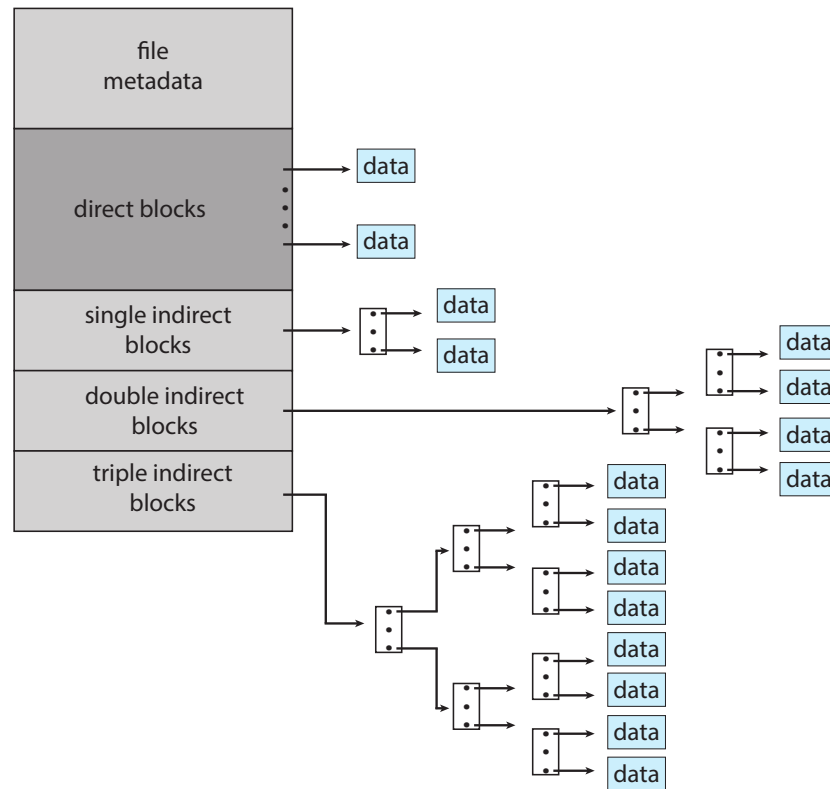 file
metadata
direct blocks
data
data
single indirect
blocks
data
data
double indirect
blocks
data
data
data
data
triple indirect
blocks
data
data
data
data
data
data
data
data